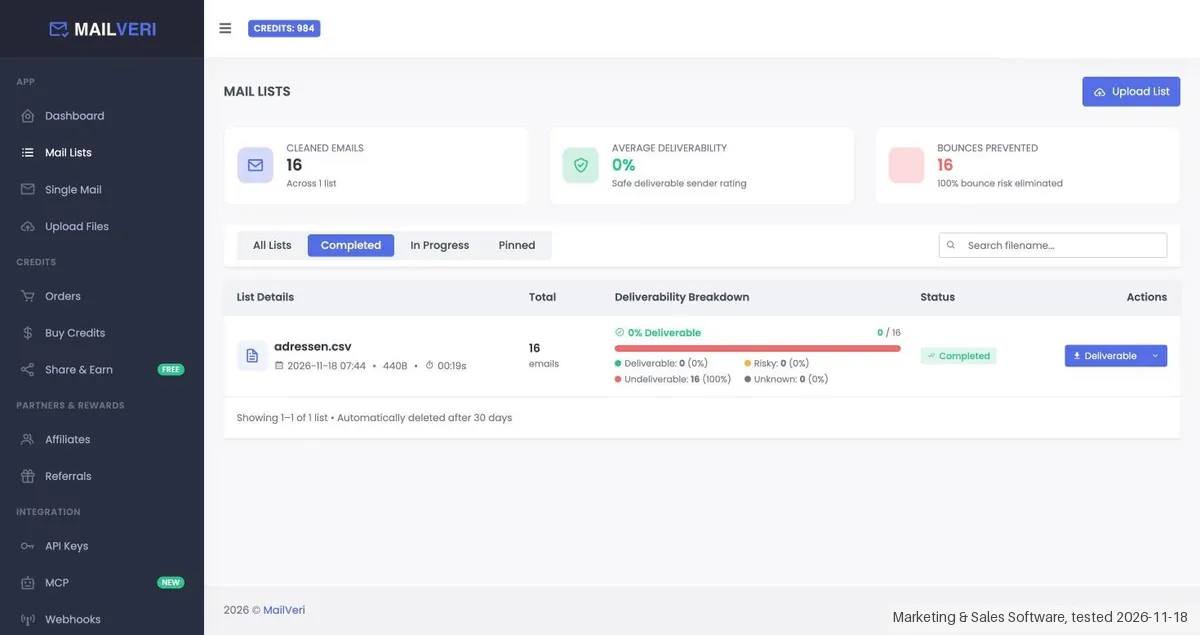 MAILVERI
APP
Dashboard
Mail Lists
Single Mail
Upload Files
CREDITS
Orders
Buy Credits
Share & Earn FREE
PARTNERS & REWARDS
Affiliates
Referrals
INTEGRATION
API Keys
MCP NEW
Webhooks
CREDITS: 984
MAIL LISTS
Upload List
CLEANED EMAILS
16
Across 1 list
AVERAGE DELIVERABILITY
0%
Safe deliverable sender rating
BOUNCES PREVENTED
16
100% bounce risk eliminated
All Lists Completed In Progress Pinned
Search filename...
List Details Total Deliverability Breakdown Status Actions
adressen.csv
2026-11-18 07:44 • 440B • 00:19s
16
emails
0% Deliverable 0 / 16
Deliverable: 0 (0%) Risky: 0 (0%)
Undeliverable: 16 (100%) Unknown: 0 (0%)
Completed
Deliverable
Showing 1–1 of 1 list • Automatically deleted after 30 days
2026 © MailVeri
Marketing & Sales Software, tested 2026-11-18